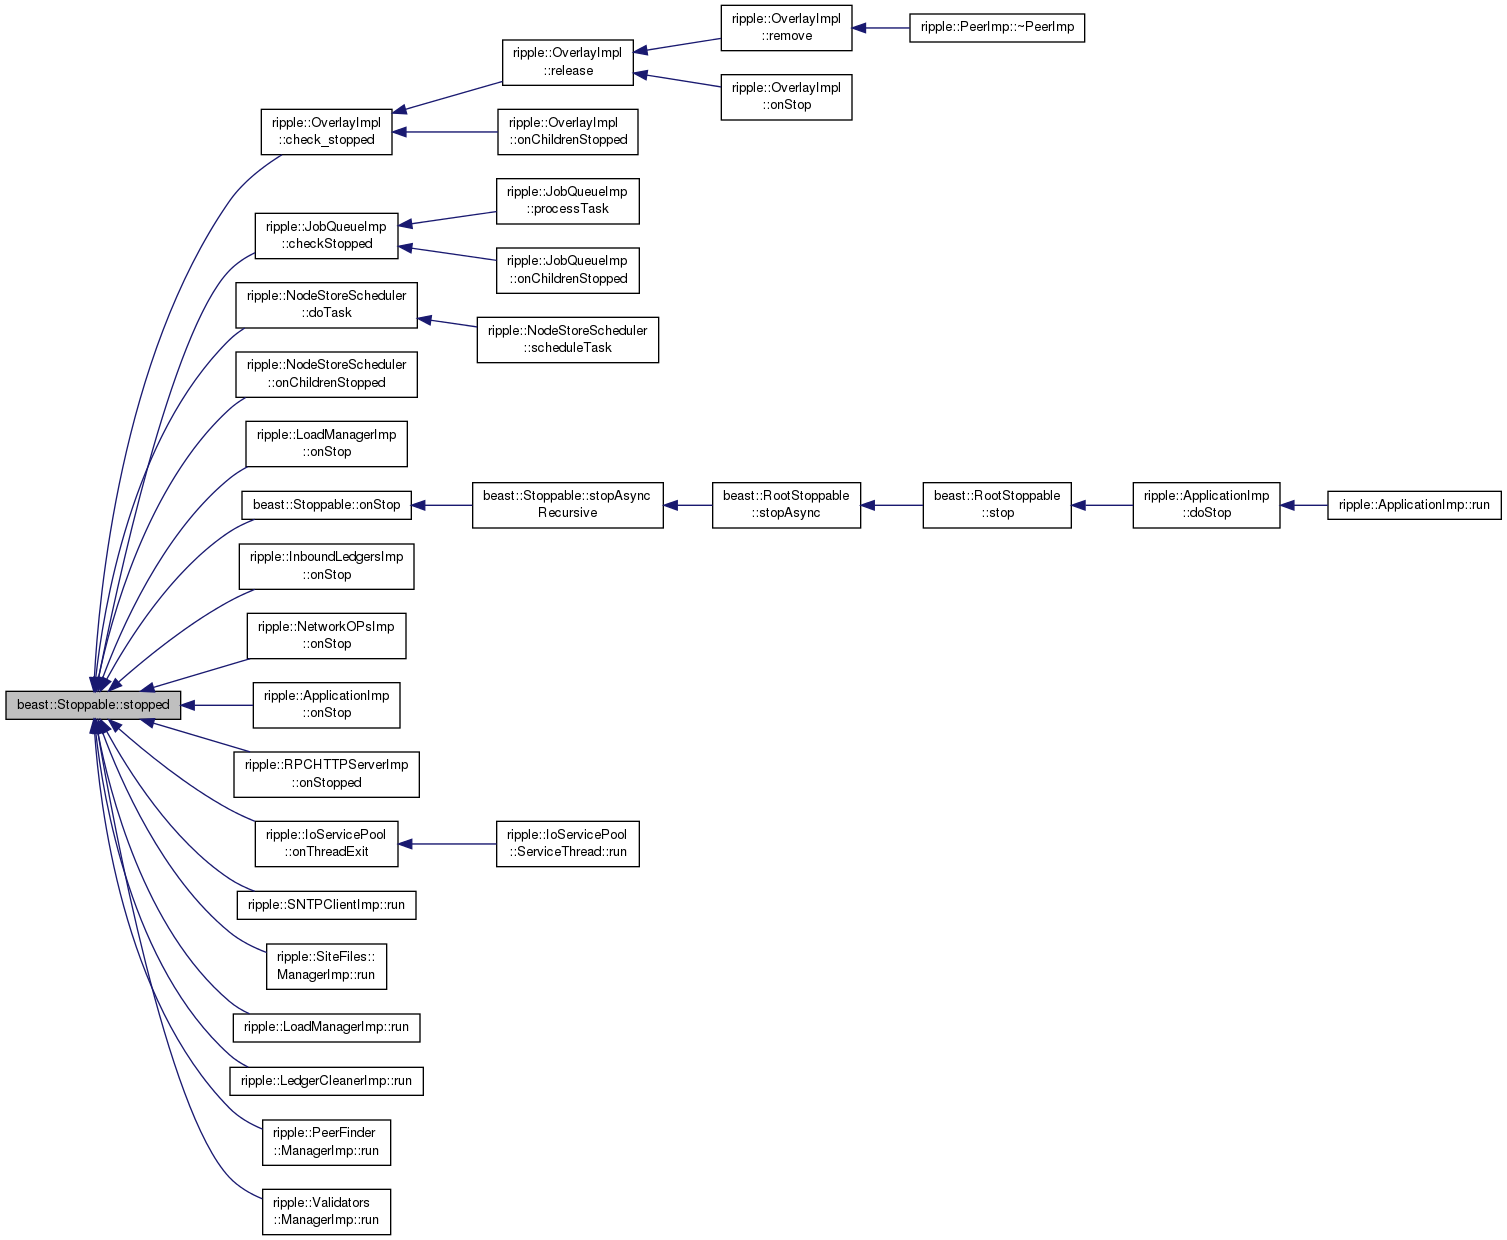 ripple::OverlayImpl
::remove
ripple::PeerImp::~PeerImp
ripple::OverlayImpl
::release
ripple::OverlayImpl
::onStop
ripple::OverlayImpl
::check_stopped
ripple::OverlayImpl
::onChildrenStopped
ripple::JobQueueImp
::processTask
ripple::JobQueueImp
::checkStopped
ripple::JobQueueImp
::onChildrenStopped
ripple::NodeStoreScheduler
::doTask
ripple::NodeStoreScheduler
::scheduleTask
ripple::NodeStoreScheduler
::onChildrenStopped
ripple::LoadManagerImp
::onStop
beast::Stoppable::onStop
beast::Stoppable::stopAsync
Recursive
beast::RootStoppable
::stopAsync
beast::RootStoppable
::stop
ripple::ApplicationImp
::doStop
ripple::ApplicationImp::run
ripple::InboundLedgersImp
::onStop
ripple::NetworkOPsImp
::onStop
beast::Stoppable::stopped
ripple::ApplicationImp
::onStop
ripple::RPCHTTPServerImp
::onStopped
ripple::IoServicePool
::onThreadExit
ripple::IoServicePool
::ServiceThread::run
ripple::SNTPClientImp::run
ripple::SiteFiles::
ManagerImp::run
ripple::LoadManagerImp::run
ripple::LedgerCleanerImp::run
ripple::PeerFinder
::ManagerImp::run
ripple::Validators
::ManagerImp::run